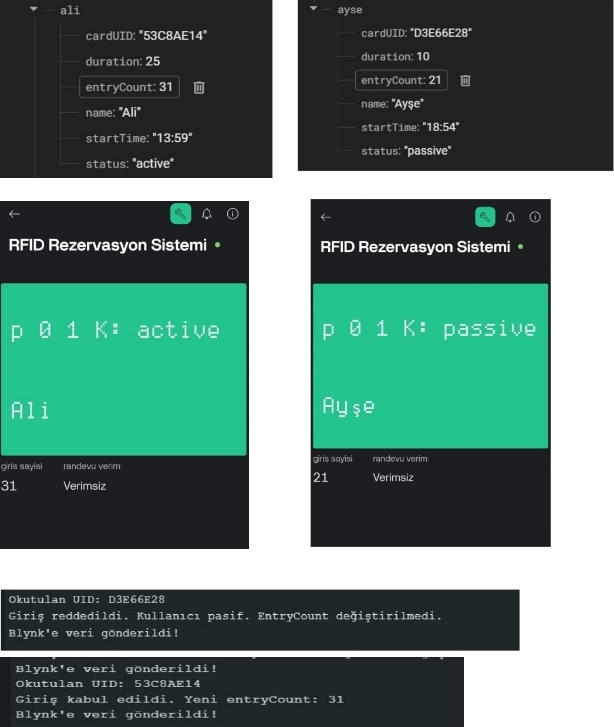 ali
cardUID: "53C8AE14"
duration: 25
entryCount: 31
name: "Ali"
startTime: "13:59"
status: "active"
ayse
cardUID: "D3E66E28"
duration: 10
entryCount: 21
name: "Ayşe"
startTime: "18:54"
status: "passive"
RFID Rezervasyon Sistemi
p 0 1 K: active
Ali
giris sayisi randevu verim
31 Verimsiz
RFID Rezervasyon Sistemi
p 0 1 K: passive
Ayşe
giris sayisi randevu verim
21 Verimsiz
Okutulan UID: D3E66E28
Giriş reddedildi. Kullanıcı pasif. EntryCount değiştirilmedi.
Blynk'e veri gönderildi!
Blynk'e veri gönderildi!
Okutulan UID: 53C8AE14
Giriş kabul edildi. Yeni entryCount: 31
Blynk'e veri gönderildi!